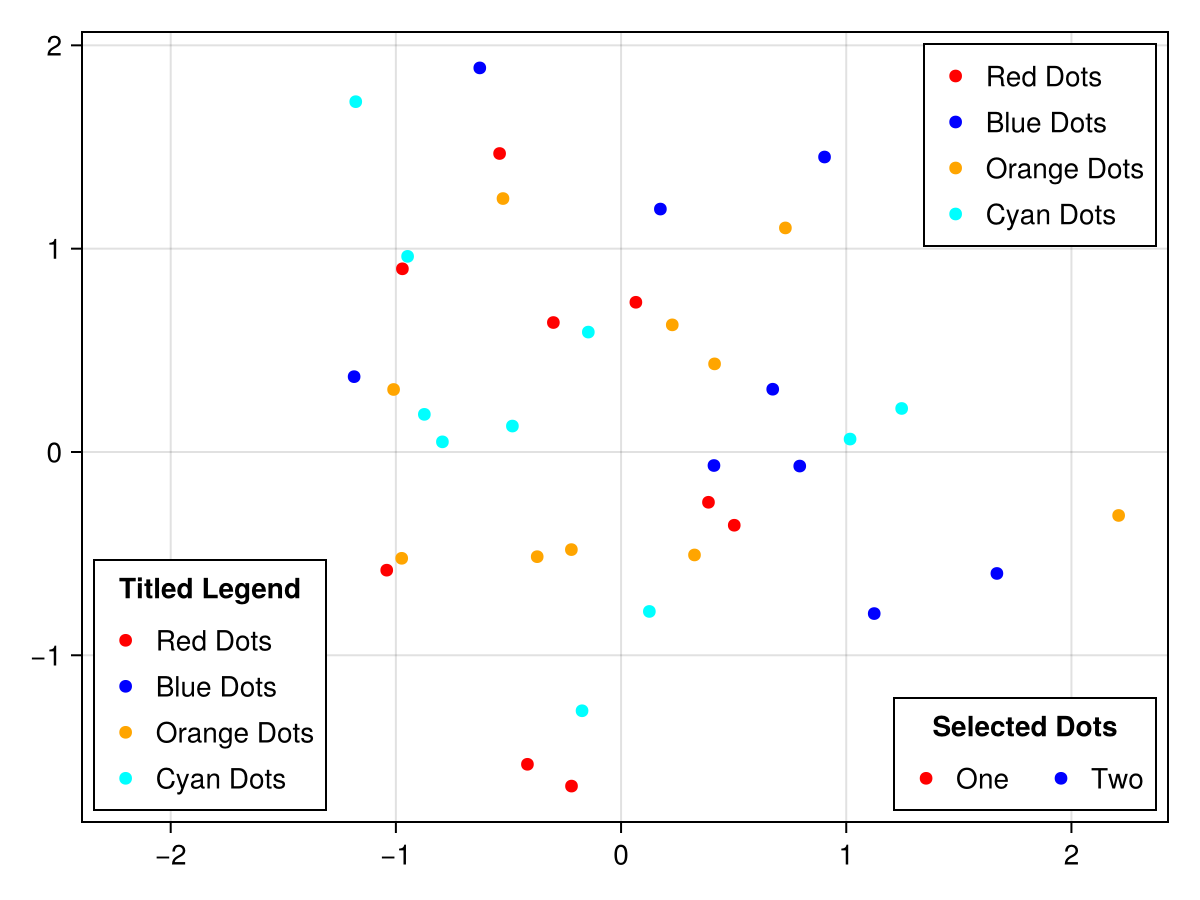 2
1
0
−1
Red Dots
Blue Dots
Orange Dots
Cyan Dots
Titled Legend
Red Dots
Blue Dots
Orange Dots
Cyan Dots
Selected Dots
One Two
−2 −1 0 1 2